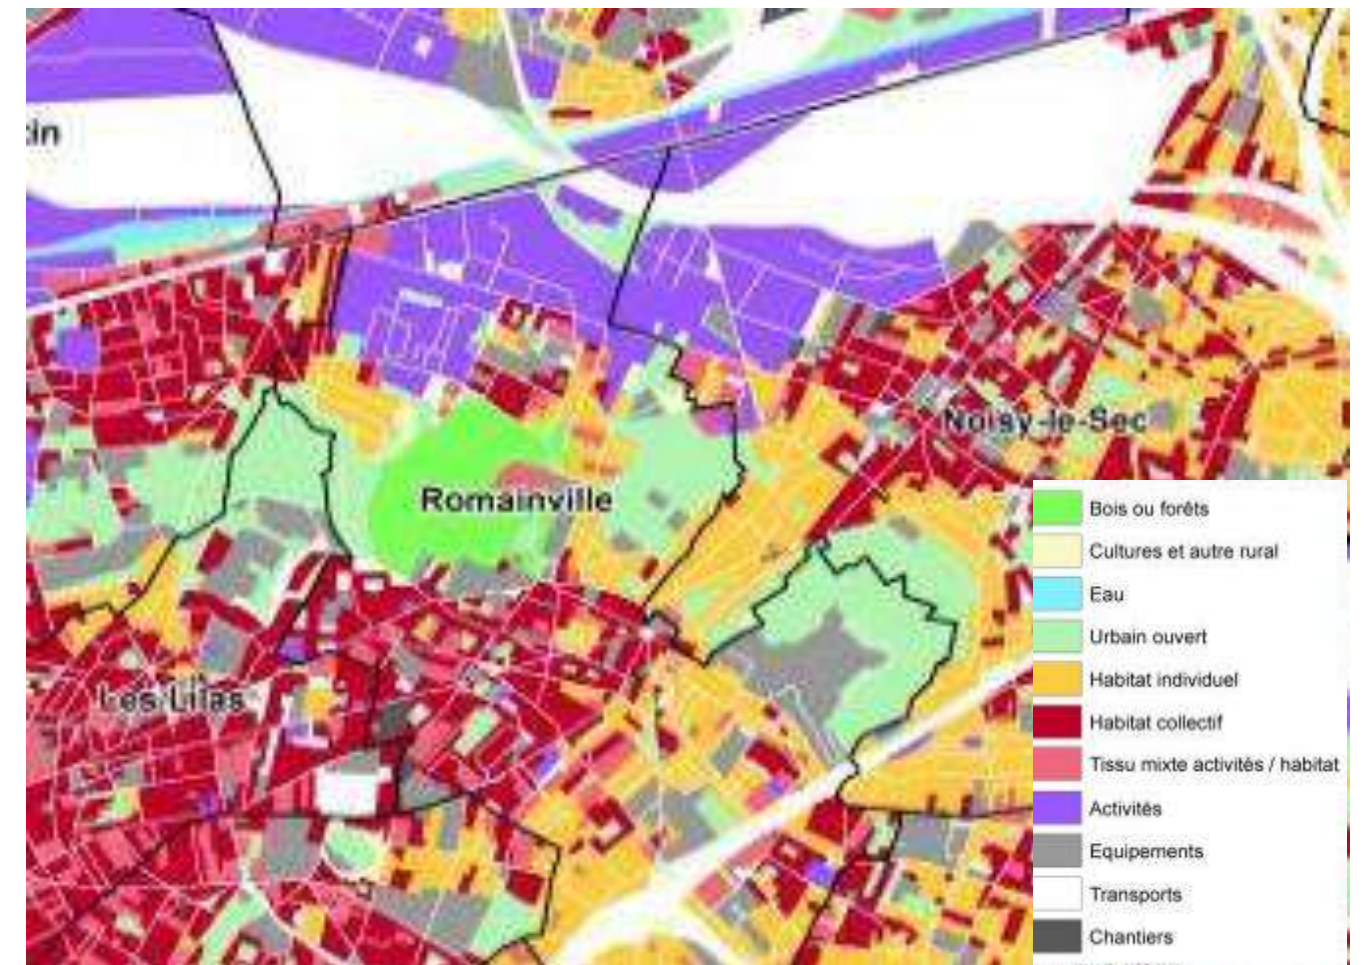 Noisy-le-Sec
Romainville
Les Lilas
Bois ou forêts
Cultures et autre rural
Eau
Urbain ouvert
Habitat individuel
Habitat collectif
Tissu mixte activités / habitat
Activités
Equipements
Transports
Chantiers